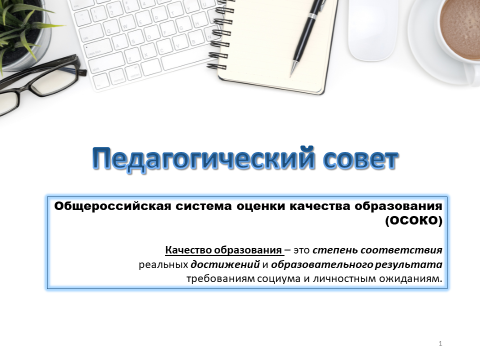 Педагогический совет
Общероссийская система оценки качества образования
(ОСОКО)
Качество образования – это степень соответствия
реальных достижений и образовательного результата
требованиям социума и личностным ожиданиям.
1